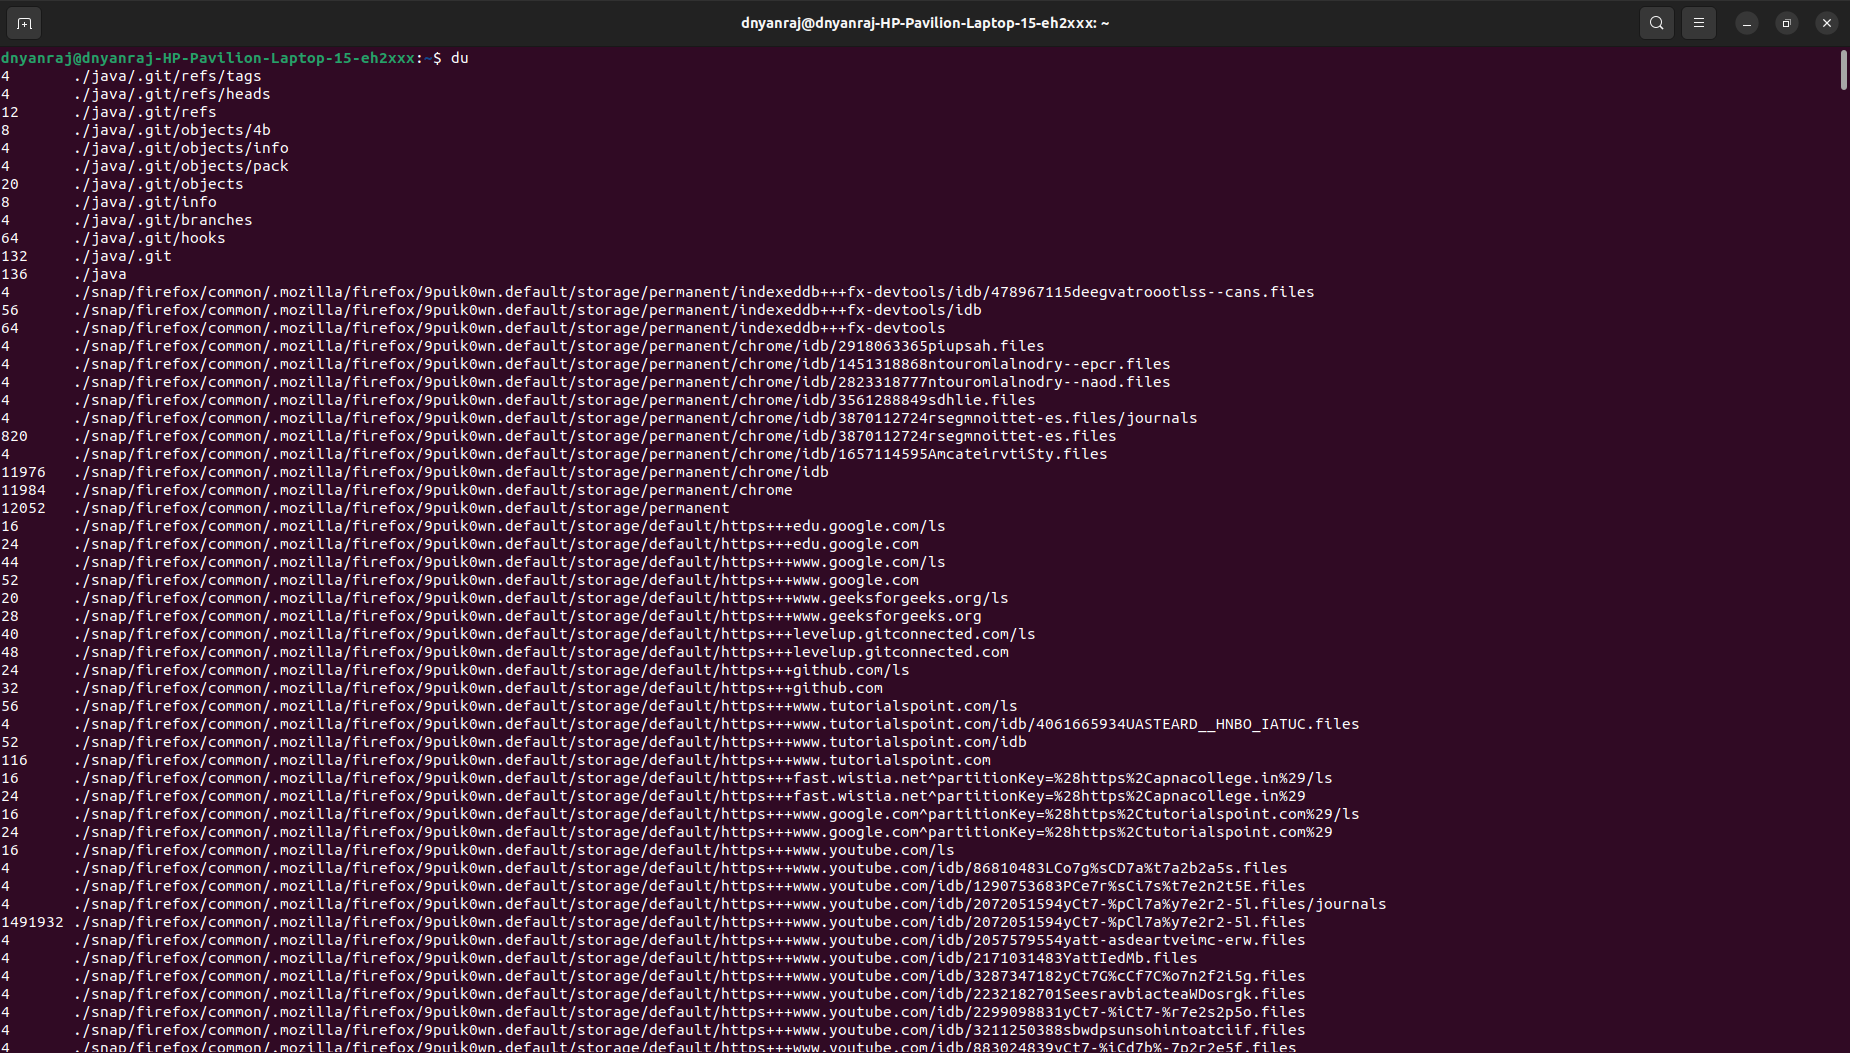 dnyanraj@dnyanraj-HP-Pavilion-Laptop-15-eh2xxx: ~
dnyanraj@dnyanraj-HP-Pavilion-Laptop-15-eh2xxx:~$ du
4 ./java/.git/refs/tags
4 ./java/.git/refs/heads
12 ./java/.git/refs
8 ./java/.git/objects/4b
4 ./java/.git/objects/info
4 ./java/.git/objects/pack
20 ./java/.git/objects
8 ./java/.git/info
4 ./java/.git/branches
64 ./java/.git/hooks
132 ./java/.git
136 ./java
4 ./snap/firefox/common/.mozilla/firefox/9puik0wn.default/storage/permanent/indexeddb+++fx-devtools/idb/478967115deegvatroootlss--cans.files
56 ./snap/firefox/common/.mozilla/firefox/9puik0wn.default/storage/permanent/indexeddb+++fx-devtools/idb
64 ./snap/firefox/common/.mozilla/firefox/9puik0wn.default/storage/permanent/indexeddb+++fx-devtools
4 ./snap/firefox/common/.mozilla/firefox/9puik0wn.default/storage/permanent/chrome/idb/2918063365piupsah.files
4 ./snap/firefox/common/.mozilla/firefox/9puik0wn.default/storage/permanent/chrome/idb/1451318868ntouromlalnodry--epcr.files
4 ./snap/firefox/common/.mozilla/firefox/9puik0wn.default/storage/permanent/chrome/idb/2823318777ntouromlalnodry--naod.files
4 ./snap/firefox/common/.mozilla/firefox/9puik0wn.default/storage/permanent/chrome/idb/3561288849sdhlie.files
4 ./snap/firefox/common/.mozilla/firefox/9puik0wn.default/storage/permanent/chrome/idb/3870112724rsegmnoittet-es.files/journals
820 ./snap/firefox/common/.mozilla/firefox/9puik0wn.default/storage/permanent/chrome/idb/3870112724rsegmnoittet-es.files
4 ./snap/firefox/common/.mozilla/firefox/9puik0wn.default/storage/permanent/chrome/idb/1657114595AmcateirvtiSty.files
11976 ./snap/firefox/common/.mozilla/firefox/9puik0wn.default/storage/permanent/chrome/idb
11984 ./snap/firefox/common/.mozilla/firefox/9puik0wn.default/storage/permanent/chrome
12052 ./snap/firefox/common/.mozilla/firefox/9puik0wn.default/storage/permanent
16 ./snap/firefox/common/.mozilla/firefox/9puik0wn.default/storage/default/https+++edu.google.com/ls
24 ./snap/firefox/common/.mozilla/firefox/9puik0wn.default/storage/default/https+++edu.google.com
44 ./snap/firefox/common/.mozilla/firefox/9puik0wn.default/storage/default/https+++www.google.com/ls
52 ./snap/firefox/common/.mozilla/firefox/9puik0wn.default/storage/default/https+++www.google.com
20 ./snap/firefox/common/.mozilla/firefox/9puik0wn.default/storage/default/https+++www.geeksforgeeks.org/ls
28 ./snap/firefox/common/.mozilla/firefox/9puik0wn.default/storage/default/https+++www.geeksforgeeks.org
40 ./snap/firefox/common/.mozilla/firefox/9puik0wn.default/storage/default/https+++levelup.gitconnected.com/ls
48 ./snap/firefox/common/.mozilla/firefox/9puik0wn.default/storage/default/https+++levelup.gitconnected.com
24 ./snap/firefox/common/.mozilla/firefox/9puik0wn.default/storage/default/https+++github.com/ls
32 ./snap/firefox/common/.mozilla/firefox/9puik0wn.default/storage/default/https+++github.com
56 ./snap/firefox/common/.mozilla/firefox/9puik0wn.default/storage/default/https+++www.tutorialspoint.com/ls
4 ./snap/firefox/common/.mozilla/firefox/9puik0wn.default/storage/default/https+++www.tutorialspoint.com/idb/4061665934UASTEARD__HNBO_IATUC.files
52 ./snap/firefox/common/.mozilla/firefox/9puik0wn.default/storage/default/https+++www.tutorialspoint.com/idb
116 ./snap/firefox/common/.mozilla/firefox/9puik0wn.default/storage/default/https+++www.tutorialspoint.com
16 ./snap/firefox/common/.mozilla/firefox/9puik0wn.default/storage/default/https+++fast.wistia.net^partitionKey=%28https%2Capnacollege.in%29/ls
24 ./snap/firefox/common/.mozilla/firefox/9puik0wn.default/storage/default/https+++fast.wistia.net^partitionKey=%28https%2Capnacollege.in%29
16 ./snap/firefox/common/.mozilla/firefox/9puik0wn.default/storage/default/https+++www.google.com^partitionKey=%28https%2Ctutorialspoint.com%29/ls
24 ./snap/firefox/common/.mozilla/firefox/9puik0wn.default/storage/default/https+++www.google.com^partitionKey=%28https%2Ctutorialspoint.com%29
16 ./snap/firefox/common/.mozilla/firefox/9puik0wn.default/storage/default/https+++www.youtube.com/ls
4 ./snap/firefox/common/.mozilla/firefox/9puik0wn.default/storage/default/https+++www.youtube.com/idb/86810483LCo7g%sCD7a%t7a2b2a5s.files
4 ./snap/firefox/common/.mozilla/firefox/9puik0wn.default/storage/default/https+++www.youtube.com/idb/1290753683PCe7r%sCi7s%t7e2n2t5E.files
4 ./snap/firefox/common/.mozilla/firefox/9puik0wn.default/storage/default/https+++www.youtube.com/idb/2072051594yCt7-%pCl7a%y7e2r2-5l.files/journals
1491932 ./snap/firefox/common/.mozilla/firefox/9puik0wn.default/storage/default/https+++www.youtube.com/idb/2072051594yCt7-%pCl7a%y7e2r2-5l.files
4 ./snap/firefox/common/.mozilla/firefox/9puik0wn.default/storage/default/https+++www.youtube.com/idb/2057579554yatt-asdeartveimc-erw.files
4 ./snap/firefox/common/.mozilla/firefox/9puik0wn.default/storage/default/https+++www.youtube.com/idb/2171031483YattIedMb.files
4 ./snap/firefox/common/.mozilla/firefox/9puik0wn.default/storage/default/https+++www.youtube.com/idb/3287347182yCt7G%cCf7C%o7n2f2i5g.files
4 ./snap/firefox/common/.mozilla/firefox/9puik0wn.default/storage/default/https+++www.youtube.com/idb/2232182701SeesravbiacteaWDosrgk.files
4 ./snap/firefox/common/.mozilla/firefox/9puik0wn.default/storage/default/https+++www.youtube.com/idb/2299098831yCt7-%iCt7-%r7e2s2p5o.files
4 ./snap/firefox/common/.mozilla/firefox/9puik0wn.default/storage/default/https+++www.youtube.com/idb/3211250388sbwdpsunsohintoatciif.files
4 ./snap/firefox/common/.mozilla/firefox/9puik0wn.default/storage/default/https+++www.youtube.com/idb/883024839yCt7-%iCd7b%-7p2r2e5f.files